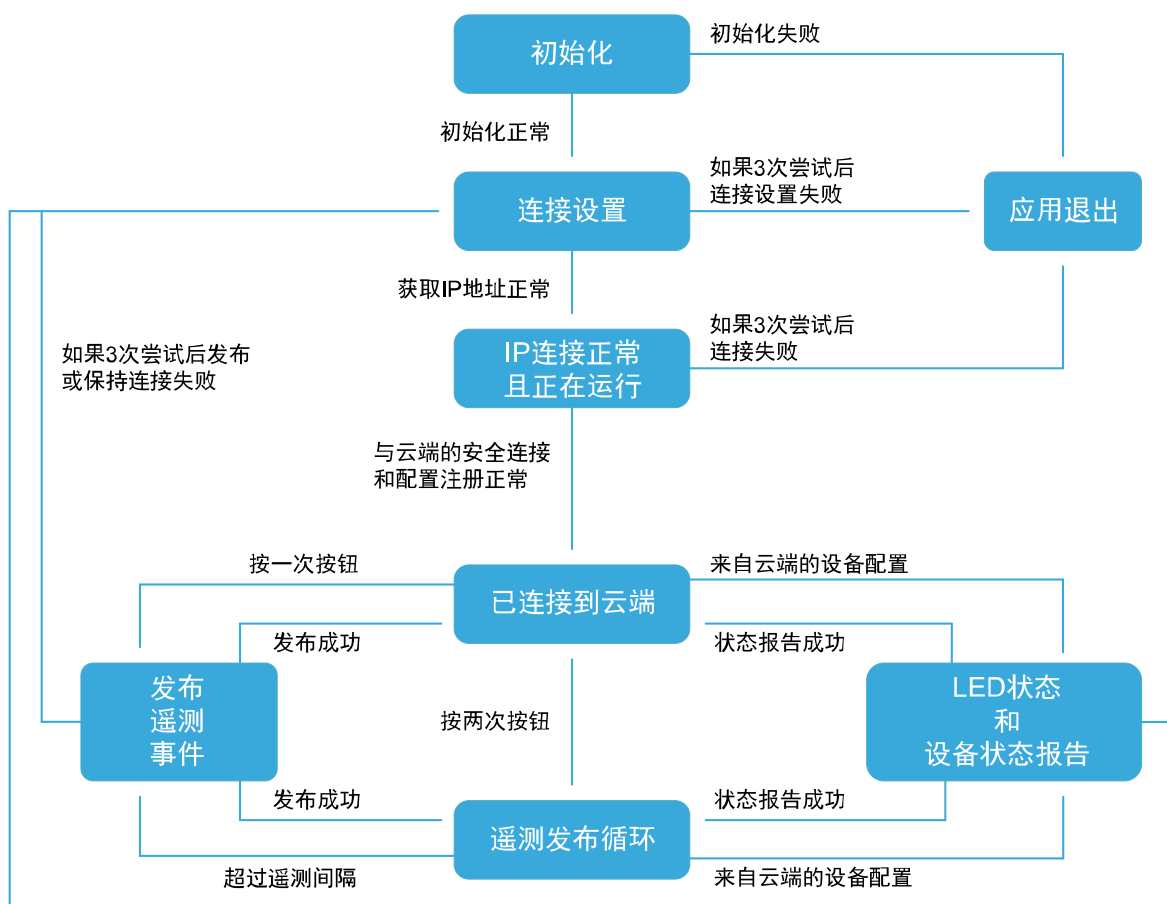 初始化
初始化失败
初始化正常
如果3次尝试后
连接设置失败
连接设置
应用退出
获取IP地址正常
如果3次尝试后
连接失败
如果3次尝试后发布
或保持连接失败
IP连接正常
且正在运行
与云端的安全连接
和配置注册正常
按一次按钮
来自云端的设备配置
已连接到云端
发布成功
状态报告成功
发布
遥测
事件
按两次按钮
LED状态
和
设备状态报告
发布成功
状态报告成功
遥测发布循环
超过遥测间隔
来自云端的设备配置